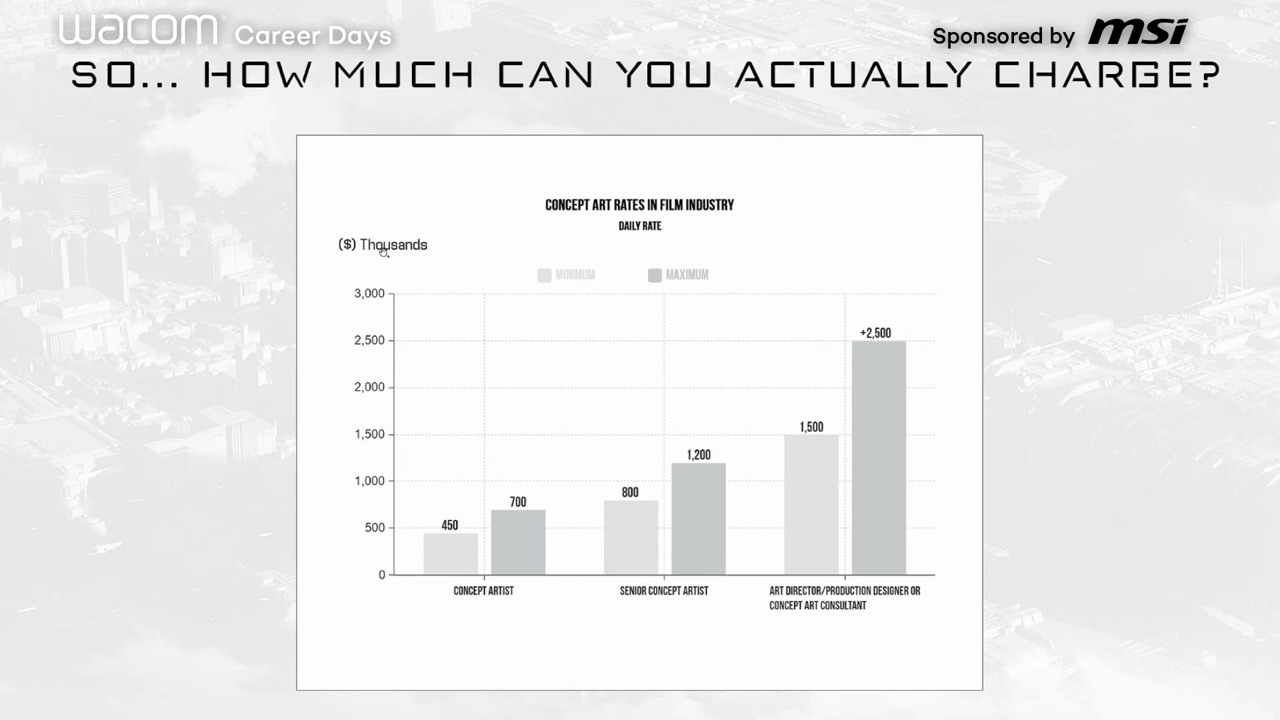 wacom Career Days
Sponsored by msi
SO... HOW MUCH CAN YOU ACTUALLY CHARGE?
CONCEPT ART RATES IN FILM INDUSTRY
DAILY RATE
($) Thousands
MINIMUM MAXIMUM
3,000
2,500
2,000
1,500
1,000
500
0
450
700
800
1,200
1,500
+2,500
CONCEPT ARTIST
SENIOR CONCEPT ARTIST
ART DIRECTOR/PRODUCTION DESIGNER OR
CONCEPT ART CONSULTANT